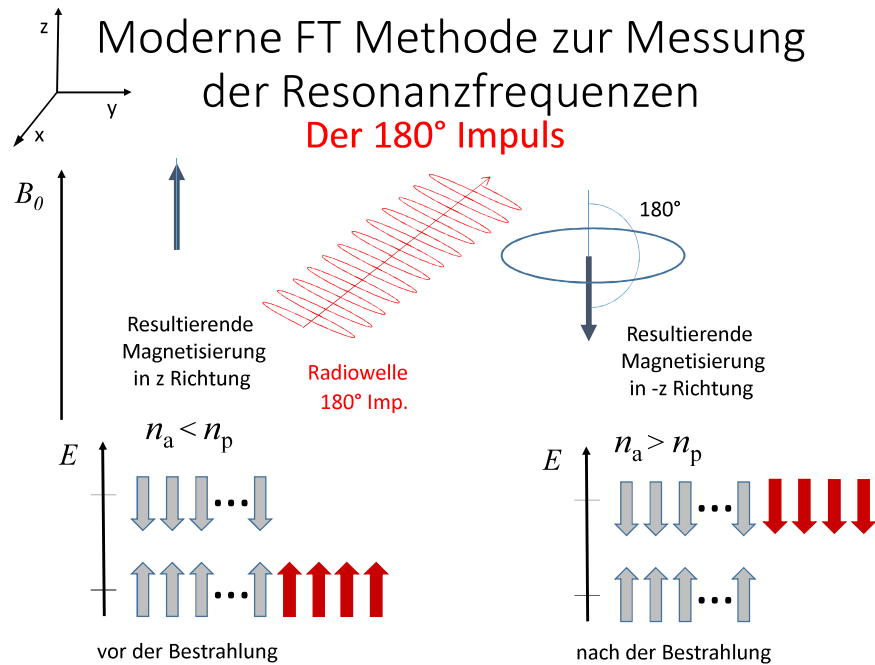 Moderne FT Methode zur Messung
der Resonanzfrequenzen
Der 180° Impuls
z
y
x
B0
180°
Resultierende
Magnetisierung
in z Richtung
Radiowelle
180° Imp.
Resultierende
Magnetisierung
in -z Richtung
na < np
E
na > np
E
vor der Bestrahlung
nach der Bestrahlung